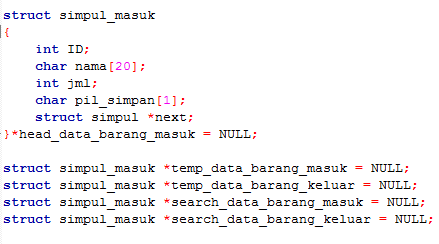 struct simpul_masuk
{
int ID;
char nama[20];
int jml;
char pil_simpan[1];
struct simpul *next;
}*head_data_barang_masuk = NULL;
struct simpul_masuk *temp_data_barang_masuk = NULL;
struct simpul_masuk *temp_data_barang_keluar = NULL;
struct simpul_masuk *search_data_barang_masuk = NULL;
struct simpul_masuk *search_data_barang_keluar = NULL;